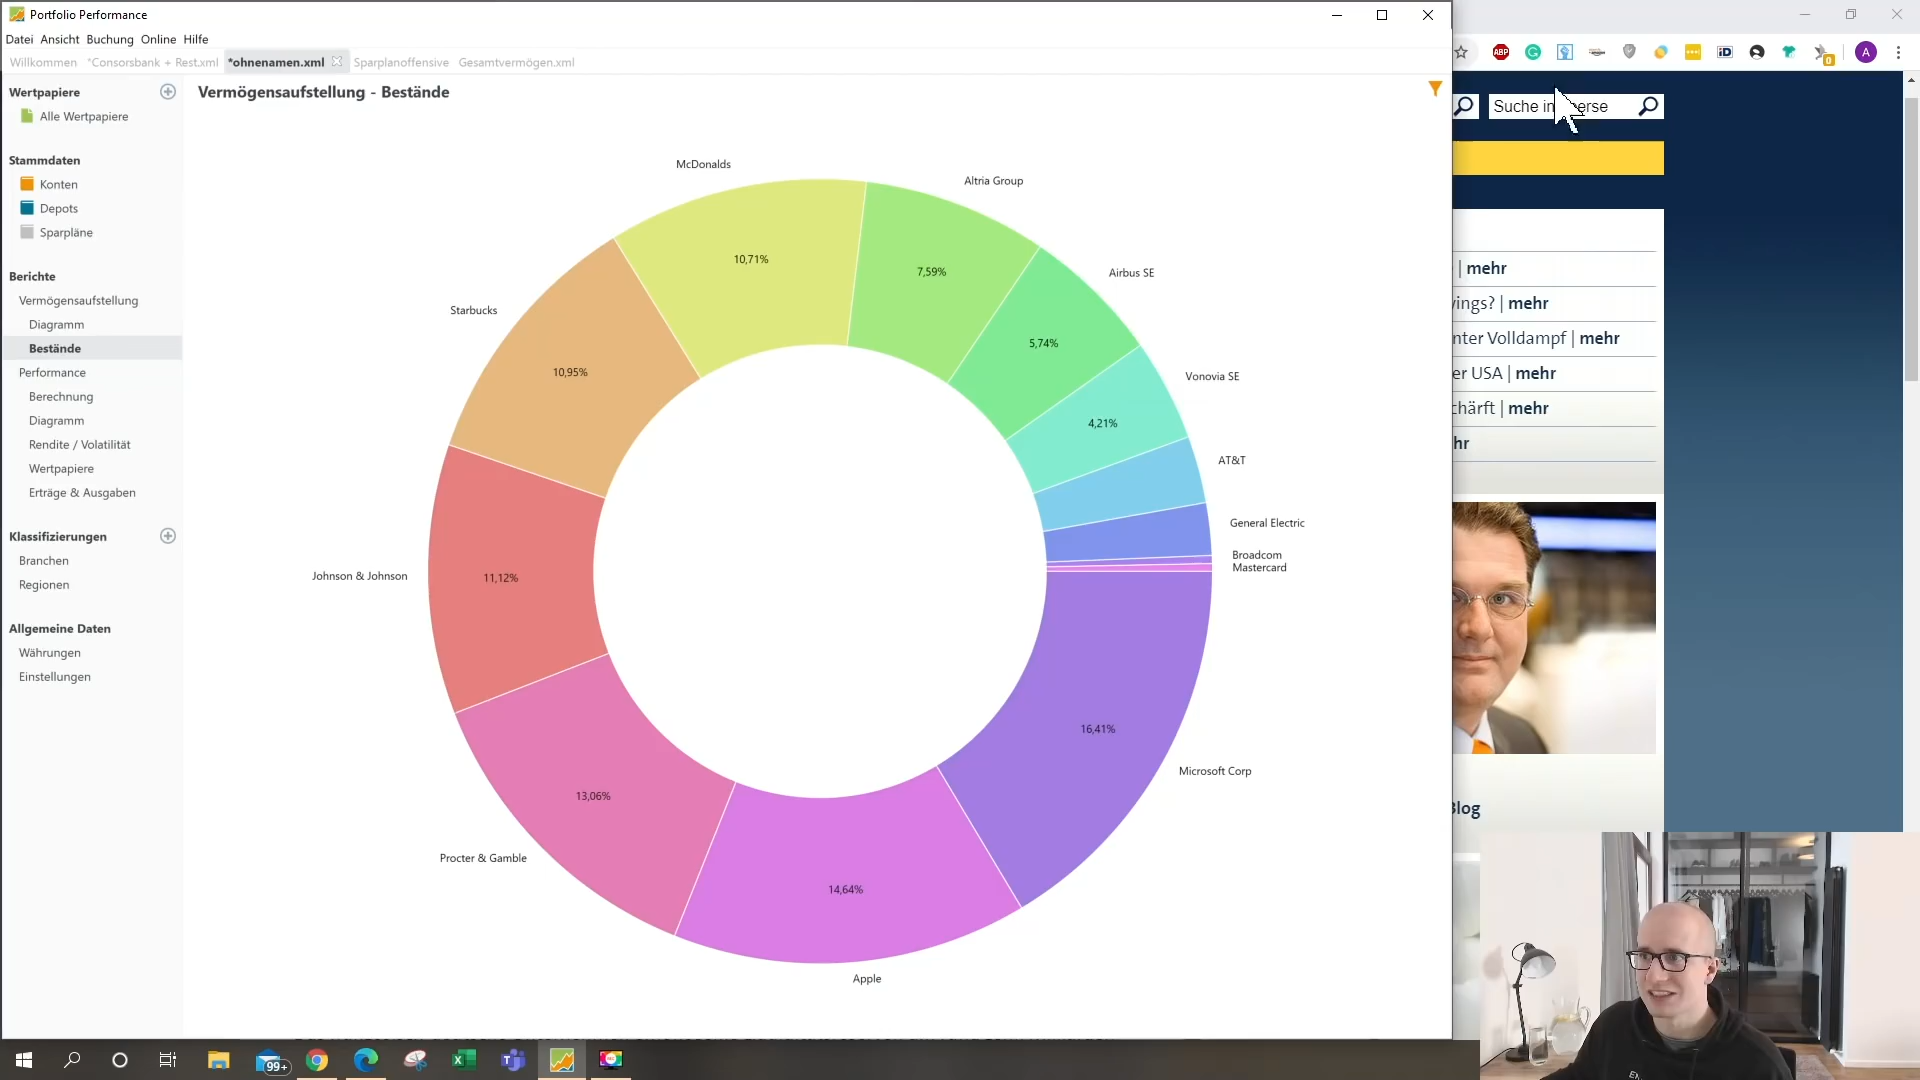 Portfolio Performance
Datei Ansicht Buchung Online Hilfe
Willkommen *Consorsbank + Rest.xml *ohnenamen.xml Sparplanoffensive Gesamtvermögen.xml
Wertpapiere
Alle Wertpapiere
Stammdaten
Konten
Depots
Sparpläne
Berichte
Vermögensaufstellung
Diagramm
Bestände
Performance
Berechnung
Diagramm
Rendite / Volatilität
Wertpapiere
Erträge & Ausgaben
Klassifizierungen
Branchen
Regionen
Allgemeine Daten
Währungen
Einstellungen
Vermögensaufstellung - Bestände
McDonalds
10,71%
Altria Group
7,59%
Airbus SE
5,74%
Vonovia SE
4,21%
AT&T
General Electric
Broadcom
Mastercard
Starbucks
10,95%
Johnson & Johnson
11,12%
Procter & Gamble
13,06%
Apple
14,64%
Microsoft Corp
16,41%
ABP
iD
0
A
Suche in erse
| mehr
ings? | mehr
nter Volldampf | mehr
er USA | mehr
chärft | mehr
hr
Blog
99+